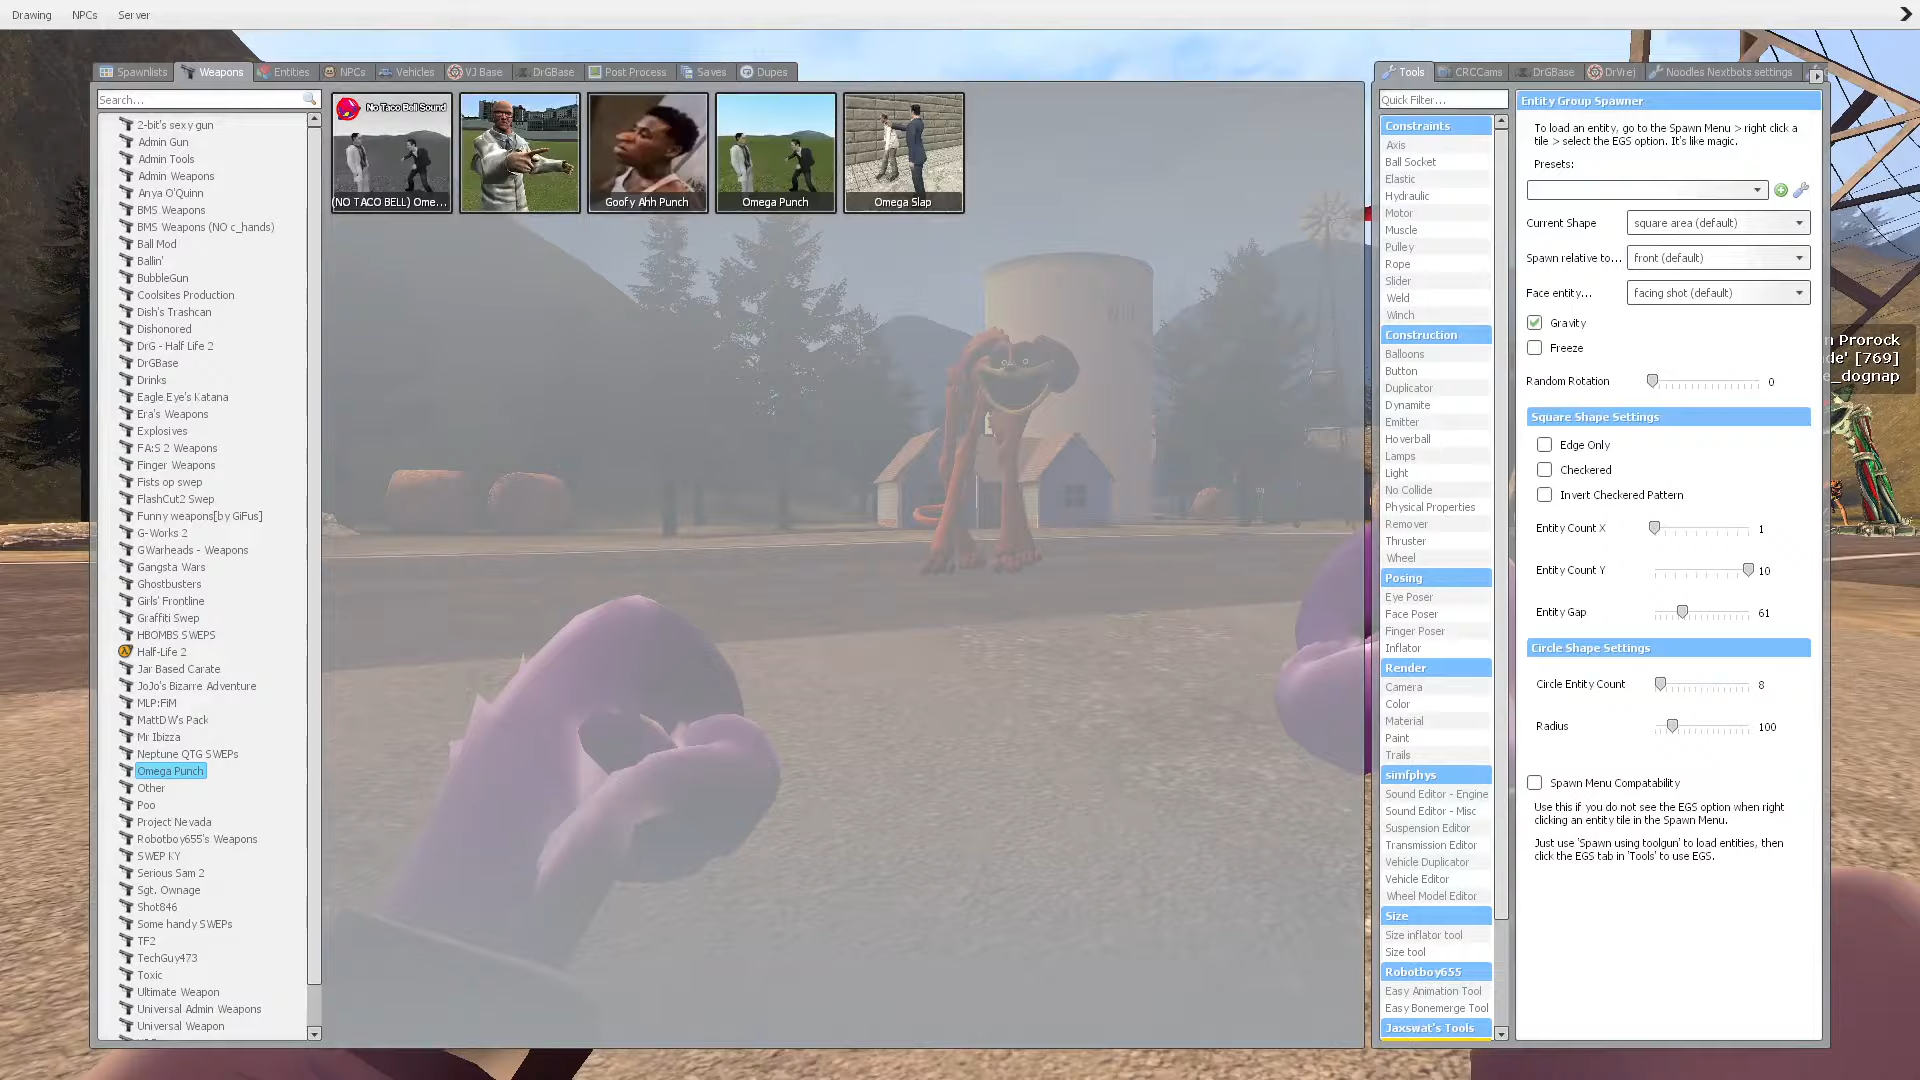 Drawing NPCs Server
Spawnlists Weapons Entities NPCs Vehicles VJ Base DrGBase Post Process Saves Dupes
Search...
2-bit's sexy gun
Admin Gun
Admin Tools
Admin Weapons
Anya O'Quinn
BMS Weapons
BMS Weapons (NO c_hands)
Ball Mod
Ballin'
BubbleGun
Coolsites Production
Dish's Trashcan
Dishonored
DrG - Half Life 2
DrGBase
Drinks
Eagle Eye's Katana
Era's Weapons
Explosives
FA:S 2 Weapons
Finger Weapons
Fists op swep
FlashCut2 Swep
Funny weapons[by GiFus]
G-Works 2
GWarheads - Weapons
Gangsta Wars
Ghostbusters
Girls' Frontline
Graffiti Swep
HBOMBS SWEPS
Half-Life 2
Jar Based Carate
JoJo's Bizarre Adventure
MLP:FiM
MattDW's Pack
Mr Ibizza
Neptune QTG SWEPs
Omega Punch
Other
Poo
Project Nevada
Robotboy655's Weapons
SWEP KY
Serious Sam 2
Sgt. Ownage
Shot846
Some handy SWEPs
TF2
TechGuy473
Toxic
Ultimate Weapon
Universal Admin Weapons
Universal Weapon
No Taco Bell Sound
(NO TACO BELL) Ome...
Goofy Ahh Punch
Omega Punch
Omega Slap
Tools CRCCams DrGBase DrVrej Noodles Nextbots settings
Quick Filter...
Constraints
Axis
Ball Socket
Elastic
Hydraulic
Motor
Muscle
Pulley
Rope
Slider
Weld
Winch
Construction
Balloons
Button
Duplicator
Dynamite
Emitter
Hoverball
Lamps
Light
No Collide
Physical Properties
Remover
Thruster
Wheel
Posing
Eye Poser
Face Poser
Finger Poser
Inflator
Render
Camera
Color
Material
Paint
Trails
simfphys
Sound Editor - Engine
Sound Editor - Misc
Suspension Editor
Transmission Editor
Vehicle Duplicator
Vehicle Editor
Wheel Model Editor
Size
Size inflator tool
Size tool
Robotboy655
Easy Animation Tool
Easy Bonemerge Tool
Jaxswat's Tools
Entity Group Spawner
To load an entity, go to the Spawn Menu > right click a
tile > select the EGS option. It's like magic.
Presets:
Current Shape square area (default)
Spawn relative to... front (default)
Face entity... facing shot (default)
Gravity
Freeze
Random Rotation 0
Square Shape Settings
Edge Only
Checkered
Invert Checkered Pattern
Entity Count X 1
Entity Count Y 10
Entity Gap 61
Circle Shape Settings
Circle Entity Count 8
Radius 100
Spawn Menu Compatability
Use this if you do not see the EGS option when right
clicking an entity tile in the Spawn Menu.
Just use 'Spawn using toolgun' to load entities, then
click the EGS tab in 'Tools' to use EGS.
n Prorock
de' [769]
e_dognap